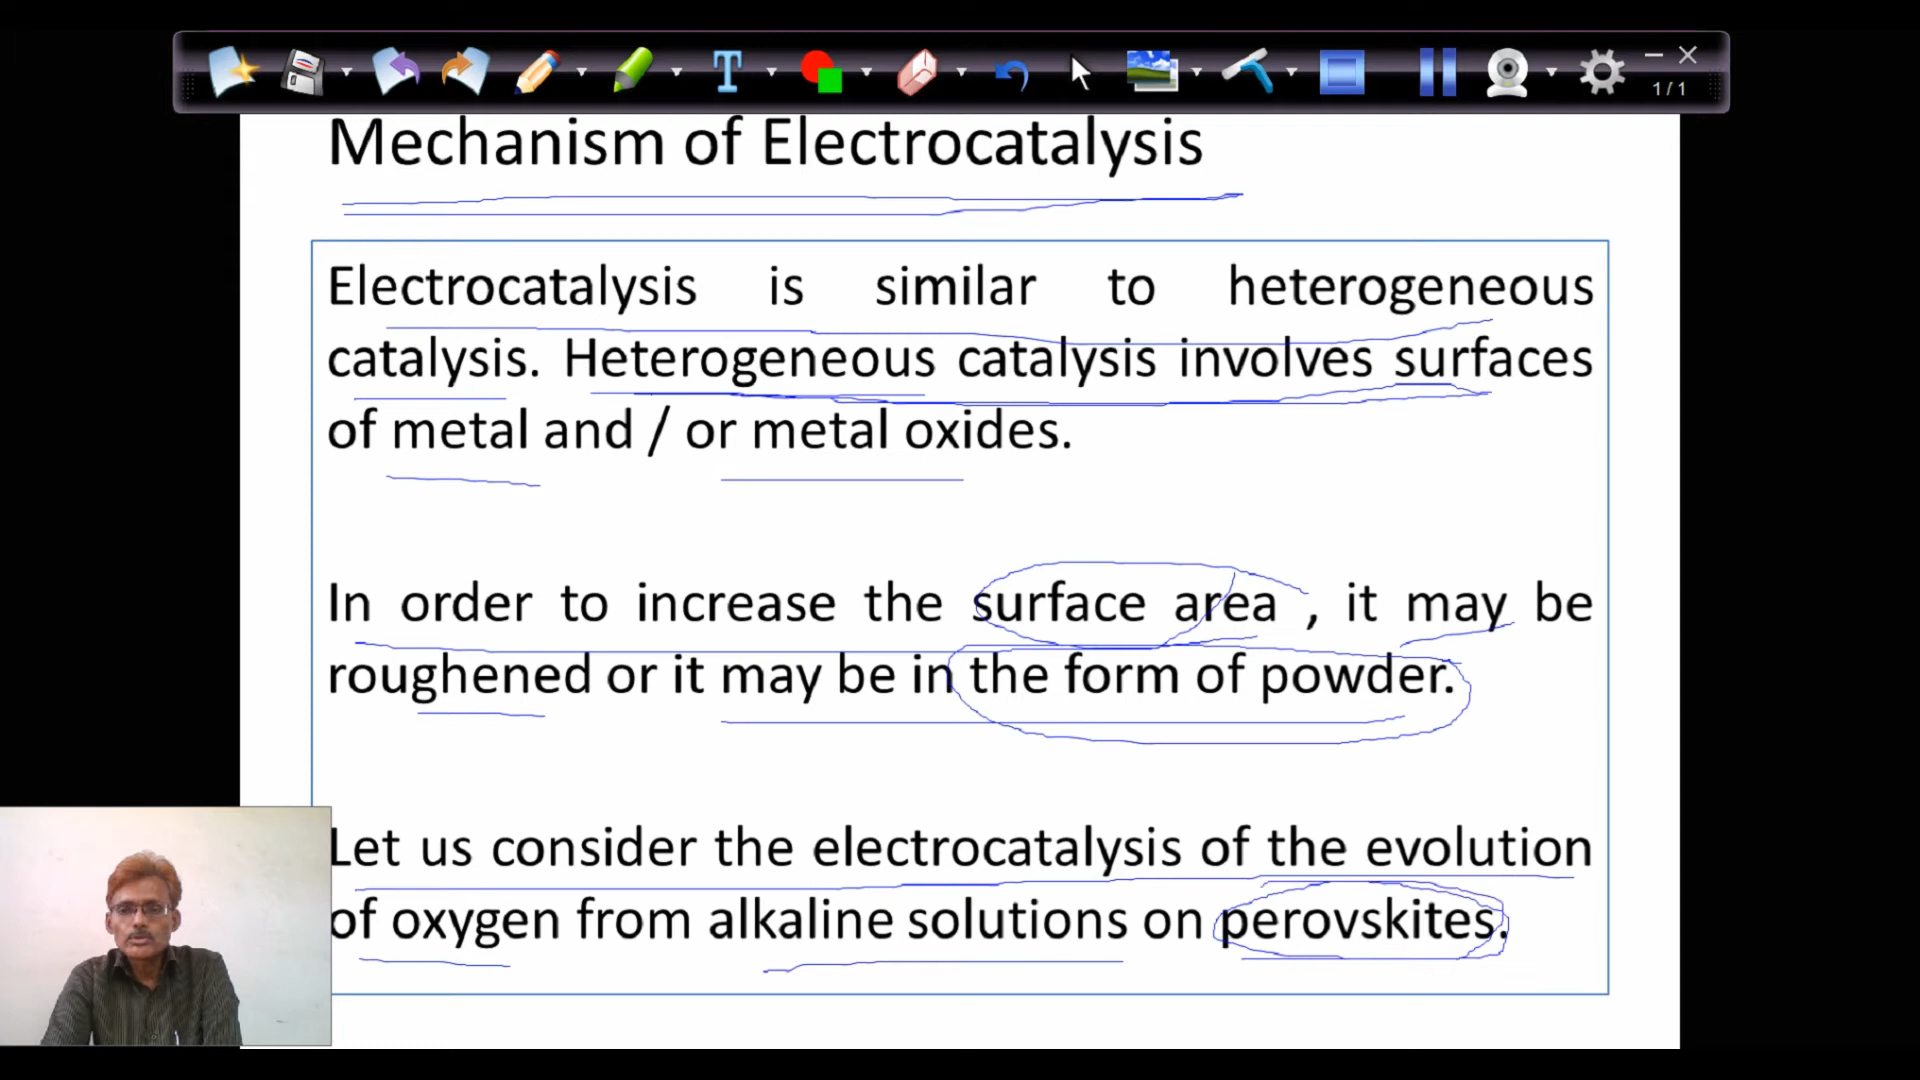 1 / 1
Mechanism of Electrocatalysis
Electrocatalysis is similar to heterogeneous
catalysis. Heterogeneous catalysis involves surfaces
of metal and / or metal oxides.
In order to increase the surface area , it may be
roughened or it may be in the form of powder.
Let us consider the electrocatalysis of the evolution
of oxygen from alkaline solutions on perovskites.